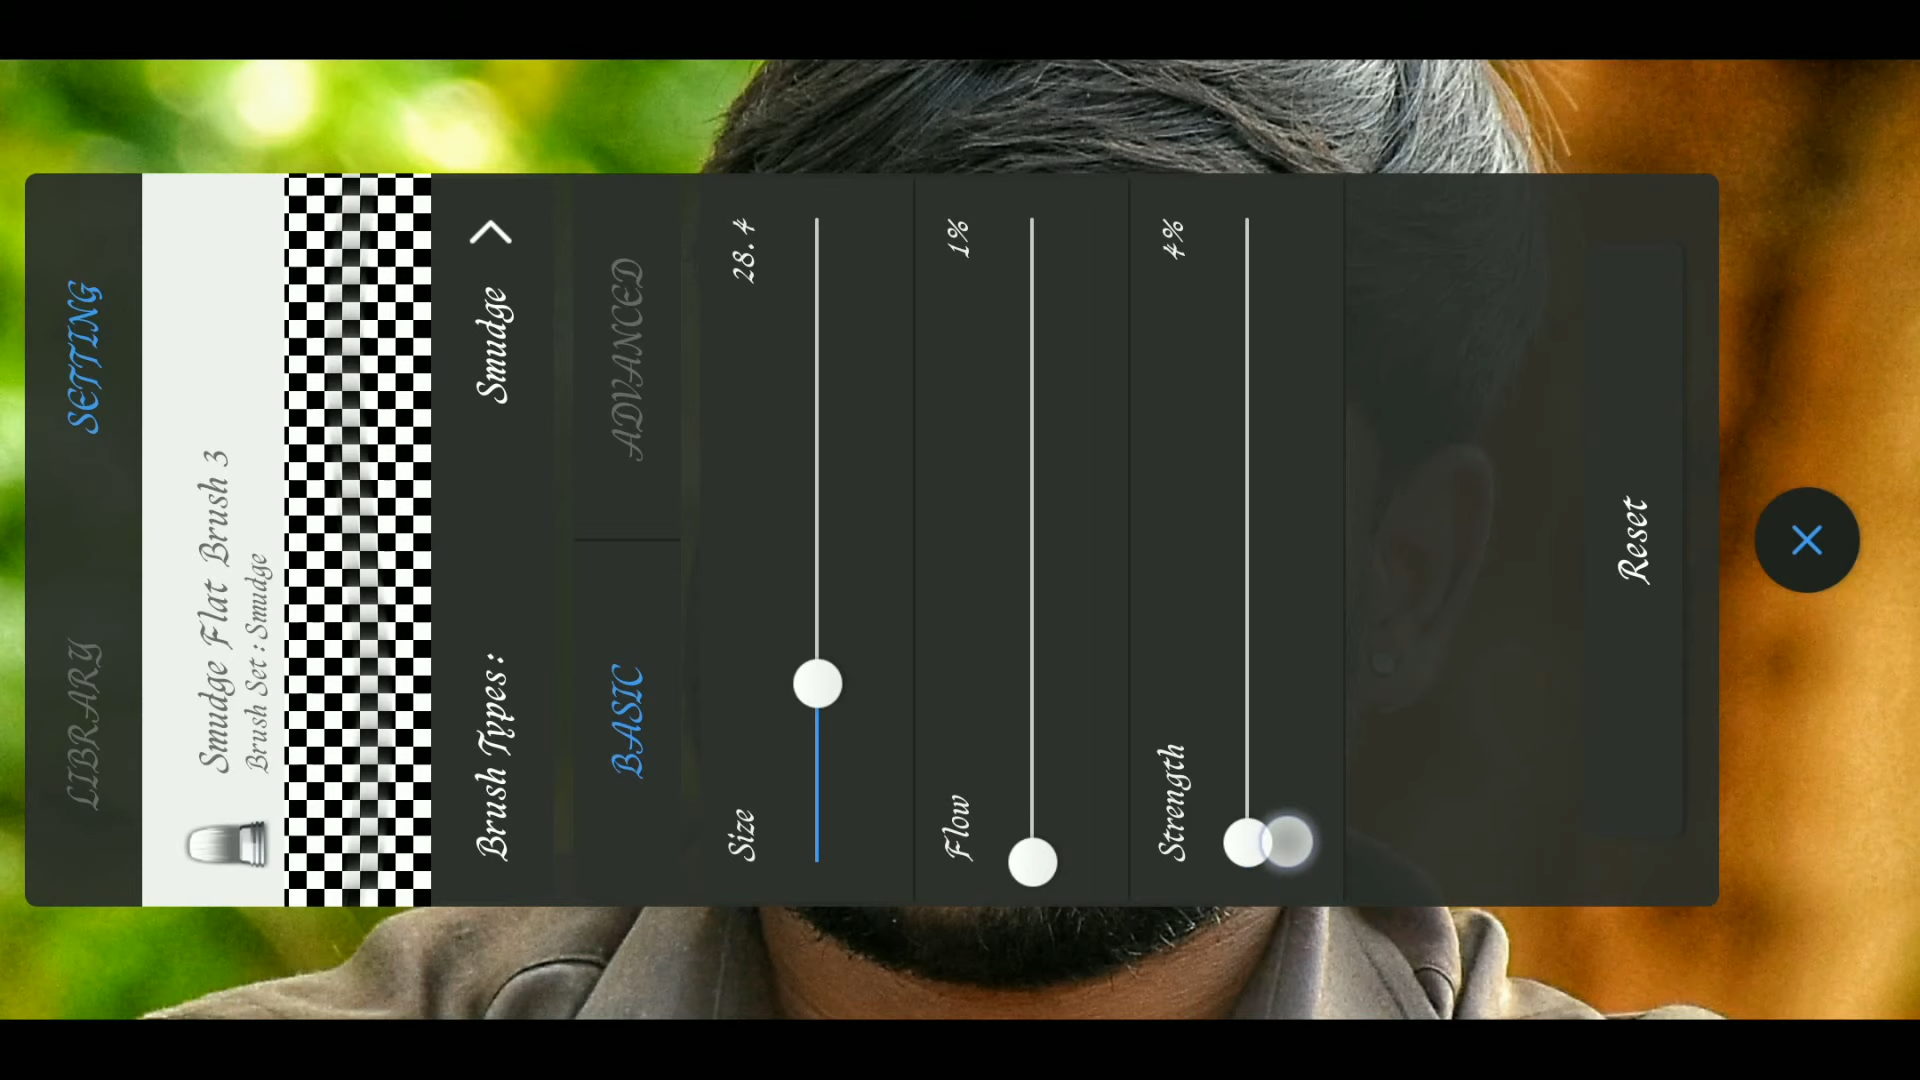 LIBRARY SETTING
Smudge Flat Brush 3
Brush Set : Smudge
Brush Types : Smudge
BASIC ADVANCED
Size 28.4
Flow 1%
Strength 4%
Reset